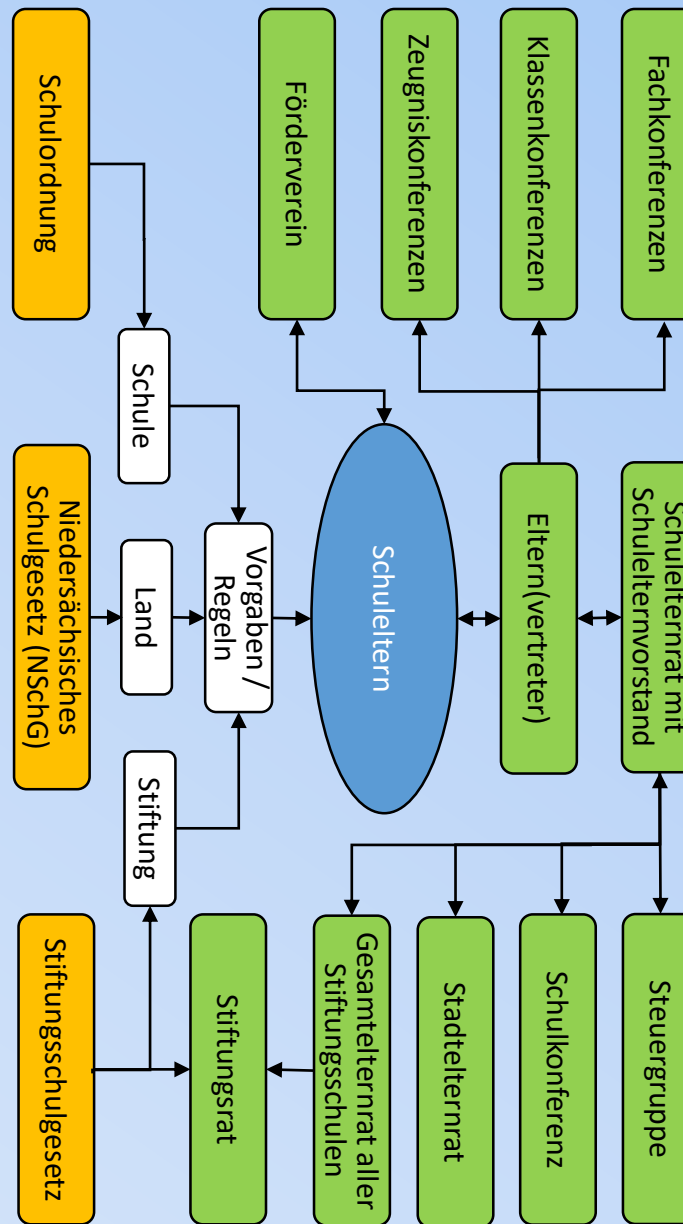 Fachkonferenzen
Schulelternrat mit
Schulelternvorstand
Steuergruppe
Klassenkonferenzen
Eltern(vertreter)
Schulkonferenz
Zeugniskonferenzen
Stadtelternrat
Förderverein
Schuleltern
Gesamtelternrat aller
Stiftungsschulen
Vorgaben /
Regeln
Stiftungsrat
Schule
Land
Stiftung
Schulordnung
Niedersächsisches
Schulgesetz (NSchG)
Stiftungsschulgesetz